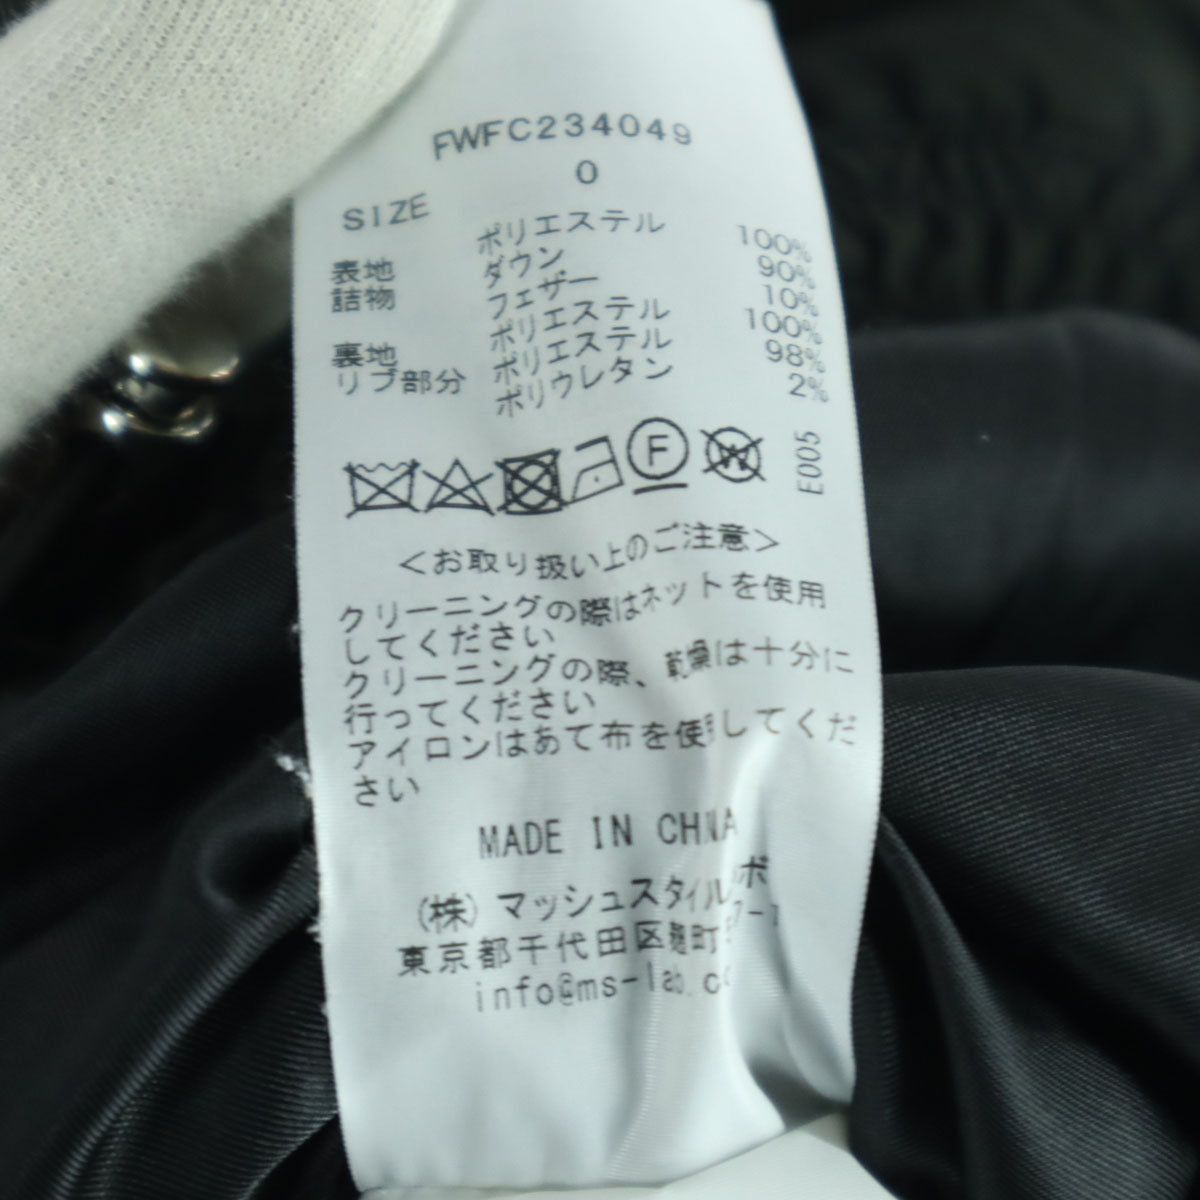 FWFC234049
SIZE 0
表地 ポリエステル 100%
詰物 ダウン 90%
フェザー 10%
裏地 ポリエステル 100%
リブ部分 ポリエステル 98%
ポリウレタン 2%
F W E005
<お取り扱い上のご注意>
クリーニングの際はネットを使用
してください
クリーニングの際、乾燥は十分に
行ってください
アイロンはあて布を使用してくだ
さい
MADE IN CHINA
(株) マッシュスタイルラボ
東京都千代田区麹町
info@ms-lab.co